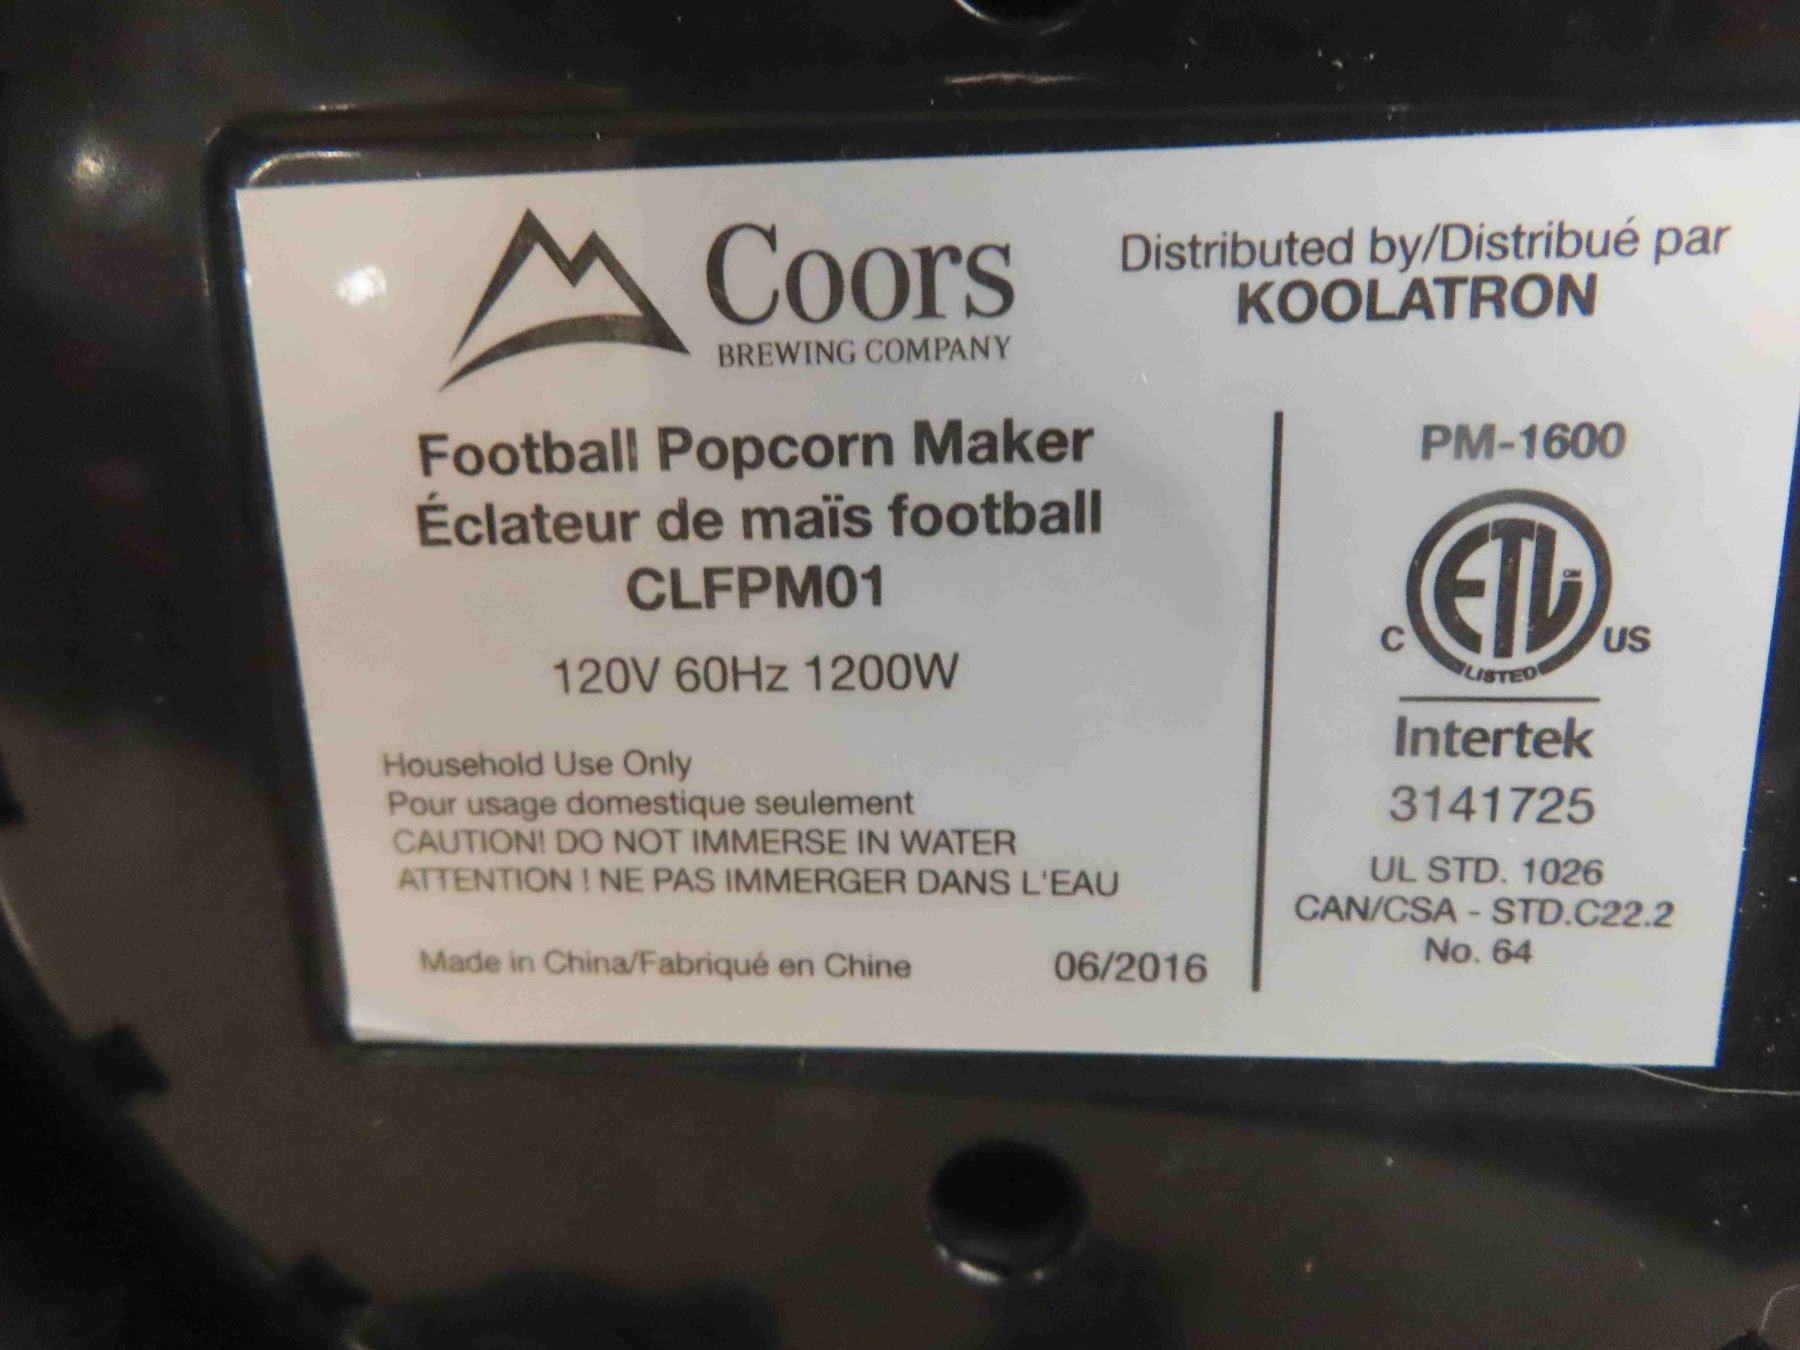 Coors
BREWING COMPANY
Distributed by/Distribué par
KOOLATRON
Football Popcorn Maker
Éclateur de maïs football
CLFPM01
120V 60Hz 1200W
Household Use Only
Pour usage domestique seulement
CAUTION! DO NOT IMMERSE IN WATER
ATTENTION ! NE PAS IMMERGER DANS L'EAU
Made in China/Fabriqué en Chine
06/2016
PM-1600
ETL
CM
C
US
LISTED
Intertek
3141725
UL STD. 1026
CAN/CSA - STD.C22.2
No. 64